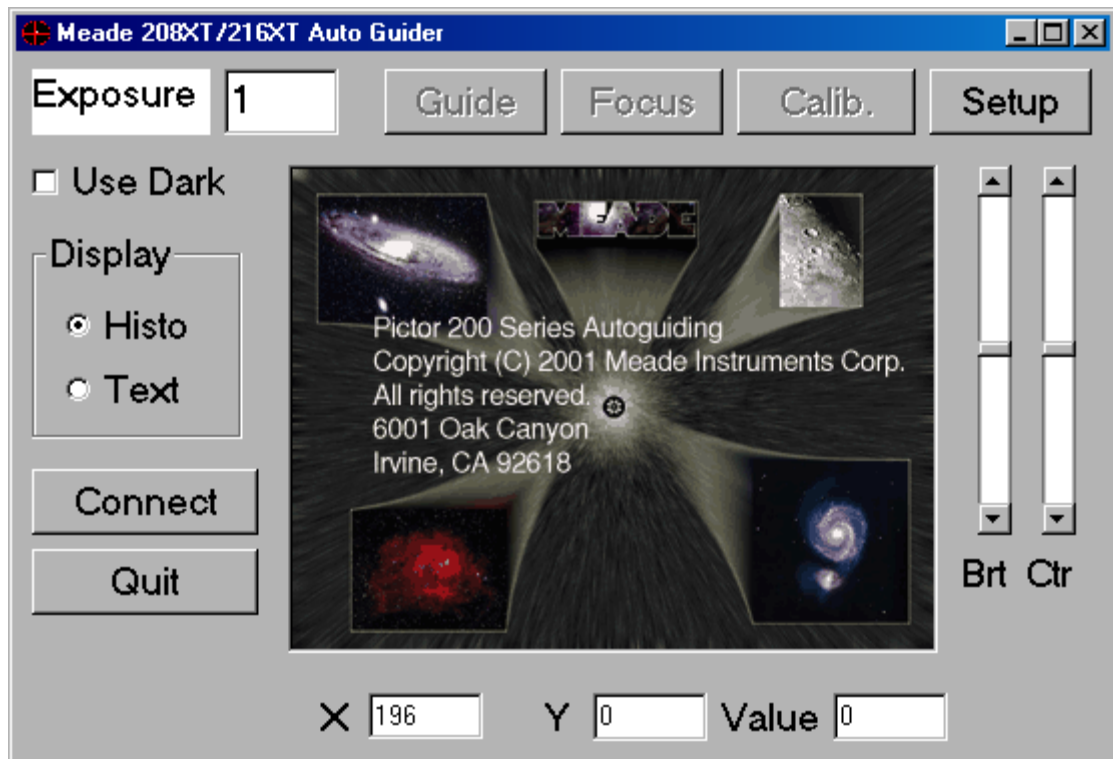 Meade 208XT/216XT Auto Guider
Exposure 1 Guide Focus Calib. Setup
Use Dark
Display
Histo
Text
Connect
Quit
MEADE
Pictor 200 Series Autoguiding
Copyright (C) 2001 Meade Instruments Corp.
All rights reserved.
6001 Oak Canyon
Irvine, CA 92618
Brt Ctr
X 196 Y 0 Value 0